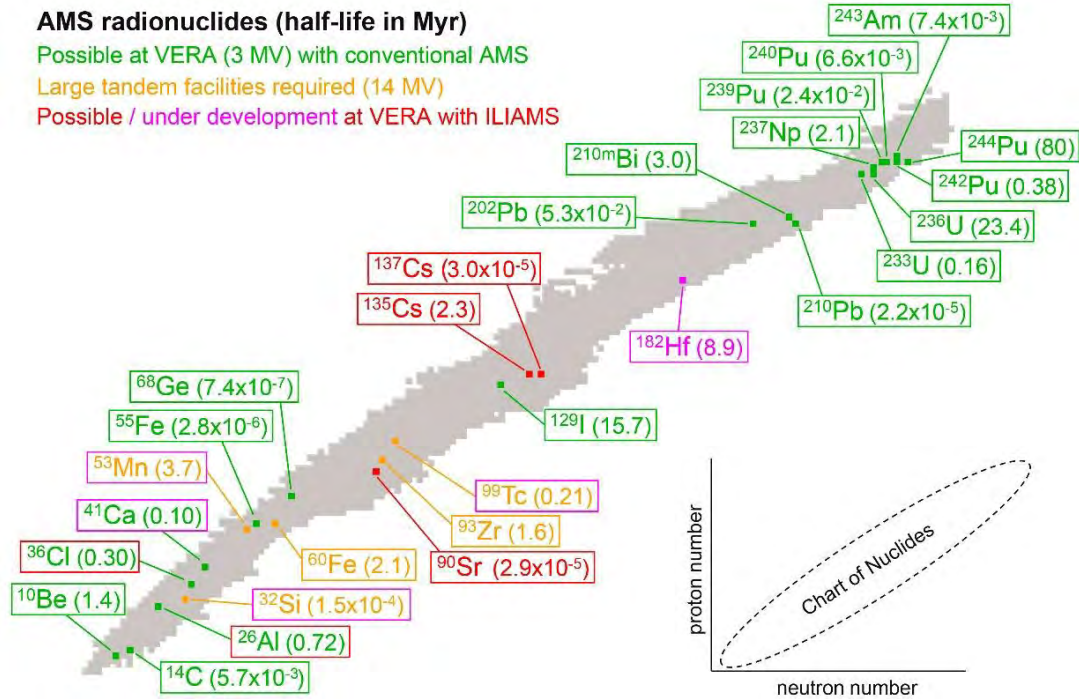 AMS radionuclides (half-life in Myr)
Possible at VERA (3 MV) with conventional AMS
Large tandem facilities required (14 MV)
Possible / under development at VERA with ILIAMS
²⁴³Am (7.4x10⁻³)
²⁴⁰Pu (6.6x10⁻³)
²³⁹Pu (2.4x10⁻²)
²³⁷Np (2.1)
²⁴⁴Pu (80)
²¹⁰ᵐBi (3.0)
²⁴²Pu (0.38)
²⁰²Pb (5.3x10⁻²)
²³⁶U (23.4)
²³³U (0.16)
¹³⁷Cs (3.0x10⁻⁵)
¹³⁵Cs (2.3)
²¹⁰Pb (2.2x10⁻⁵)
¹⁸²Hf (8.9)
⁶⁸Ge (7.4x10⁻⁷)
⁵⁵Fe (2.8x10⁻⁶)
¹²⁹I (15.7)
⁵³Mn (3.7)
⁹⁹Tc (0.21)
⁴¹Ca (0.10)
⁹³Zr (1.6)
³⁶Cl (0.30)
⁶⁰Fe (2.1)
⁹⁰Sr (2.9x10⁻⁵)
¹⁰Be (1.4)
³²Si (1.5x10⁻⁴)
²⁶Al (0.72)
¹⁴C (5.7x10⁻³)
proton number
Chart of Nuclides
neutron number